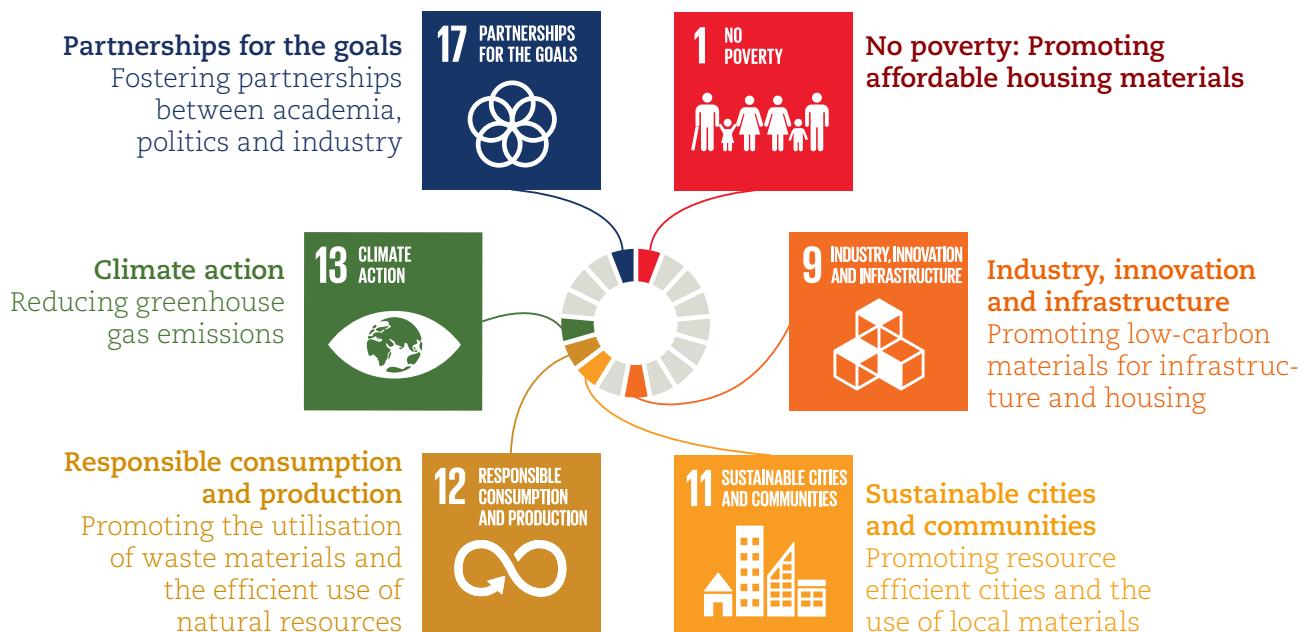 Partnerships for the goals
Fostering partnerships
between academia,
politics and industry
17 PARTNERSHIPS
FOR THE GOALS
1 NO
POVERTY
No poverty: Promoting
affordable housing materials
Climate action
Reducing greenhouse
gas emissions
13 CLIMATE
ACTION
9 INDUSTRY, INNOVATION
AND INFRASTRUCTURE
Industry, innovation
and infrastructure
Promoting low-carbon
materials for infrastruc-
ture and housing
Responsible consumption
and production
Promoting the utilisation
of waste materials and
the efficient use of
natural resources
12 RESPONSIBLE
CONSUMPTION
AND PRODUCTION
11 SUSTAINABLE CITIES
AND COMMUNITIES
Sustainable cities
and communities
Promoting resource
efficient cities and the
use of local materials